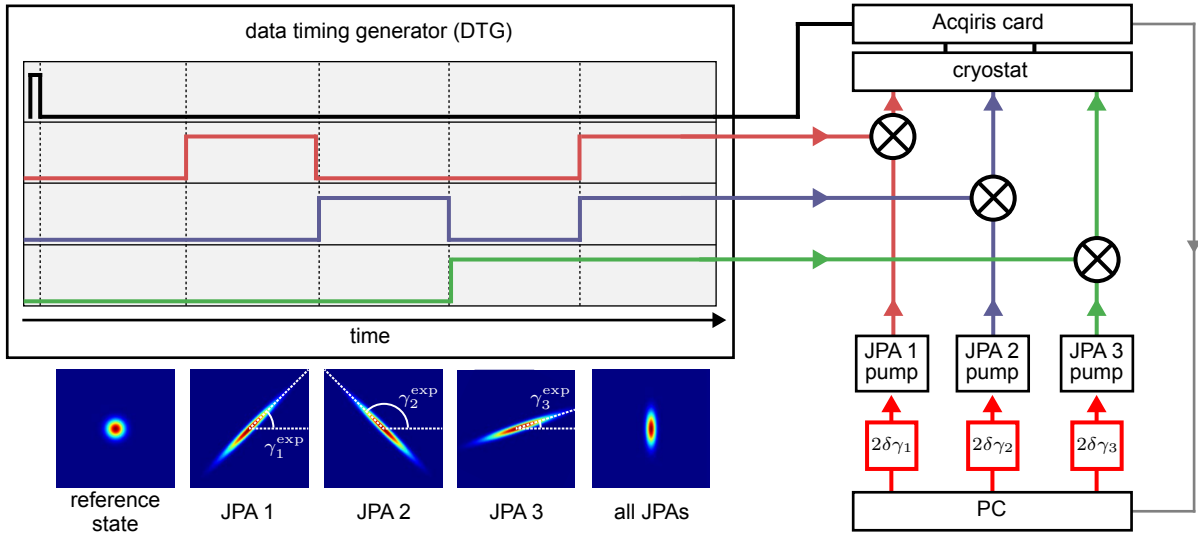 data timing generator (DTG)
time
Acqiris card
cryostat
JPA 1
pump
JPA 2
pump
JPA 3
pump
2δγ₁
2δγ₂
2δγ₃
PC
γ₁ᵉˣᵖ
γ₂ᵉˣᵖ
γ₃ᵉˣᵖ
reference
state
JPA 1
JPA 2
JPA 3
all JPAs